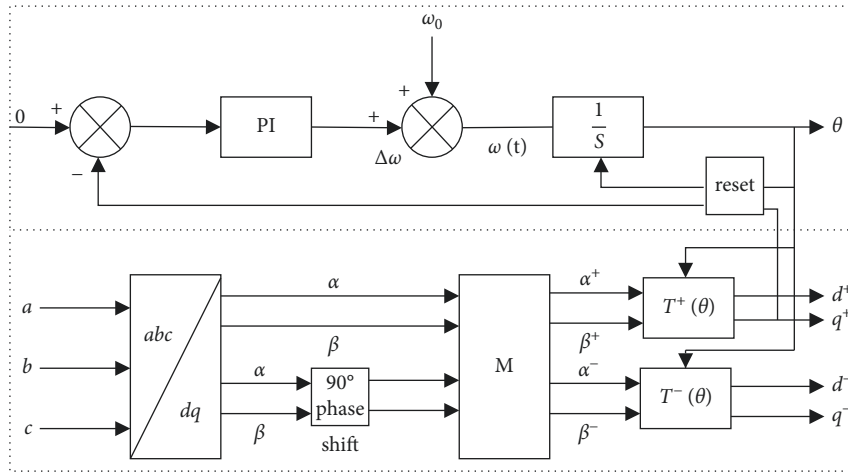 ω₀
0
+
−
PI
+
+
Δω
ω (t)
1
S
θ
reset
a
b
c
abc
dq
α
β
α
β
90°
phase
shift
M
α⁺
β⁺
α⁻
β⁻
T⁺ (θ)
T⁻ (θ)
d⁺
q⁺
d⁻
q⁻